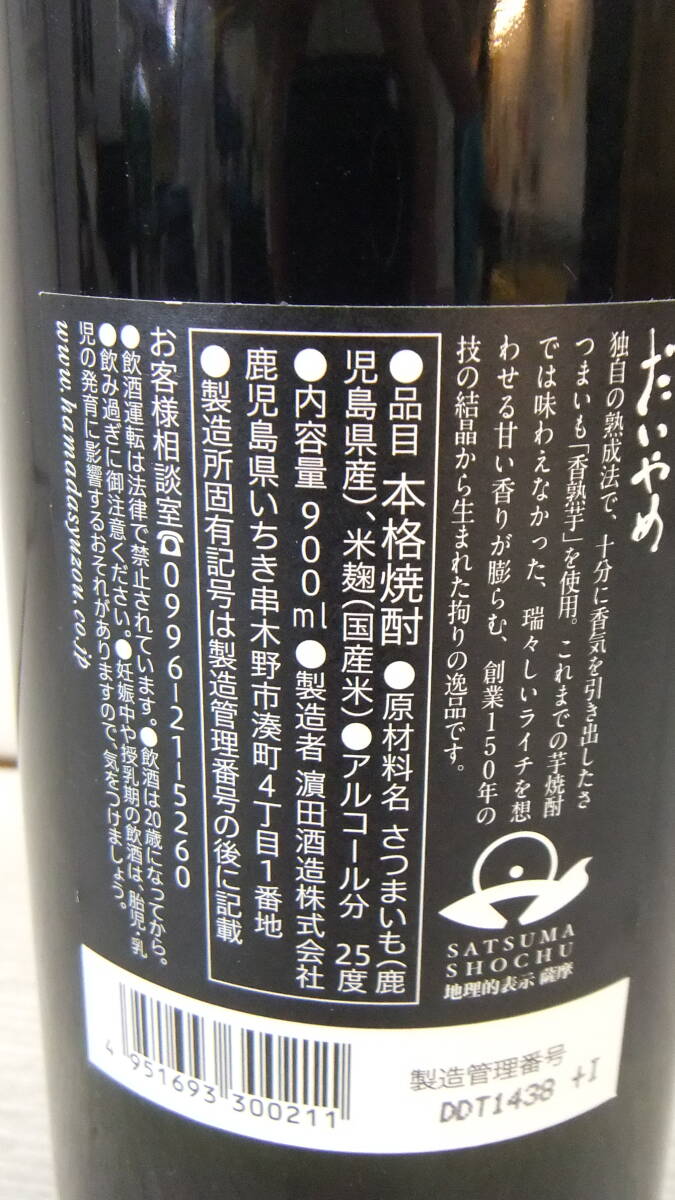 だいやめ
独自の熟成法で、十分に香気を引き出したさ
つまいも「香熟芋」を使用。これまでの芋焼酎
では味わえなかった、瑞々しいライチを想
わせる甘い香りが膨らむ、創業150年の
技の結晶から生まれた拘りの逸品です。
SATSUMA
SHOCHU
地理的表示 薩摩
●品目 本格焼酎 ●原材料名 さつまいも(鹿
児島県産)、米麹(国産米)●アルコール分 25度
●内容量 900ml ●製造者 濵田酒造株式会社
鹿児島県いちき串木野市湊町4丁目1番地
●製造所固有記号は製造管理番号の後に記載
お客様相談室☎0996-21-5260
●飲酒運転は法律で禁止されています。●飲酒は20歳になってから。
●飲み過ぎに御注意ください。●妊娠中や授乳期の飲酒は、胎児・乳
児の発育に影響するおそれがありますので、気をつけましょう。
www.hamadasyuzou.co.jp
4 951693 300211
製造管理番号
DDT1438 +I